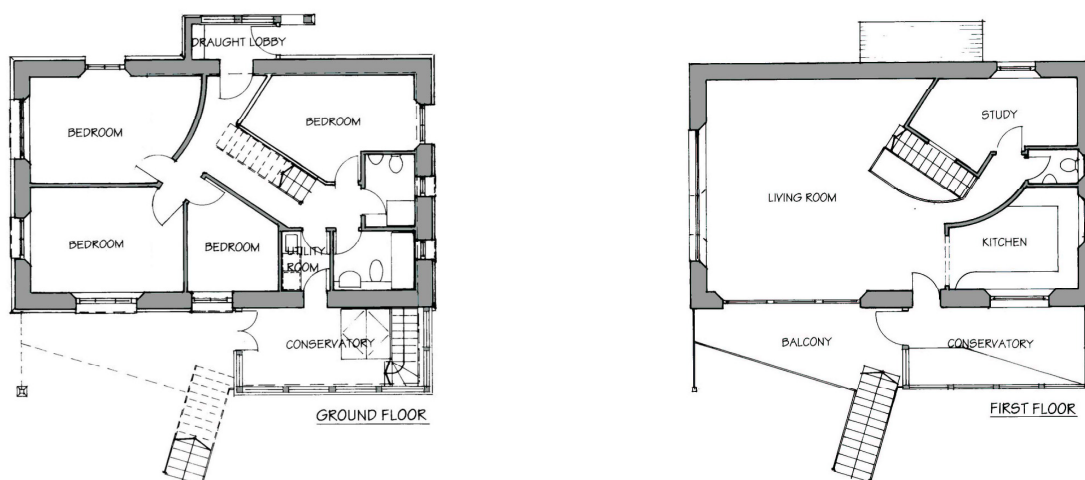 DRAUGHT LOBBY
BEDROOM
BEDROOM
BEDROOM
BEDROOM
UTILITY
ROOM
CONSERVATORY
GROUND FLOOR
STUDY
LIVING ROOM
KITCHEN
BALCONY
CONSERVATORY
FIRST FLOOR